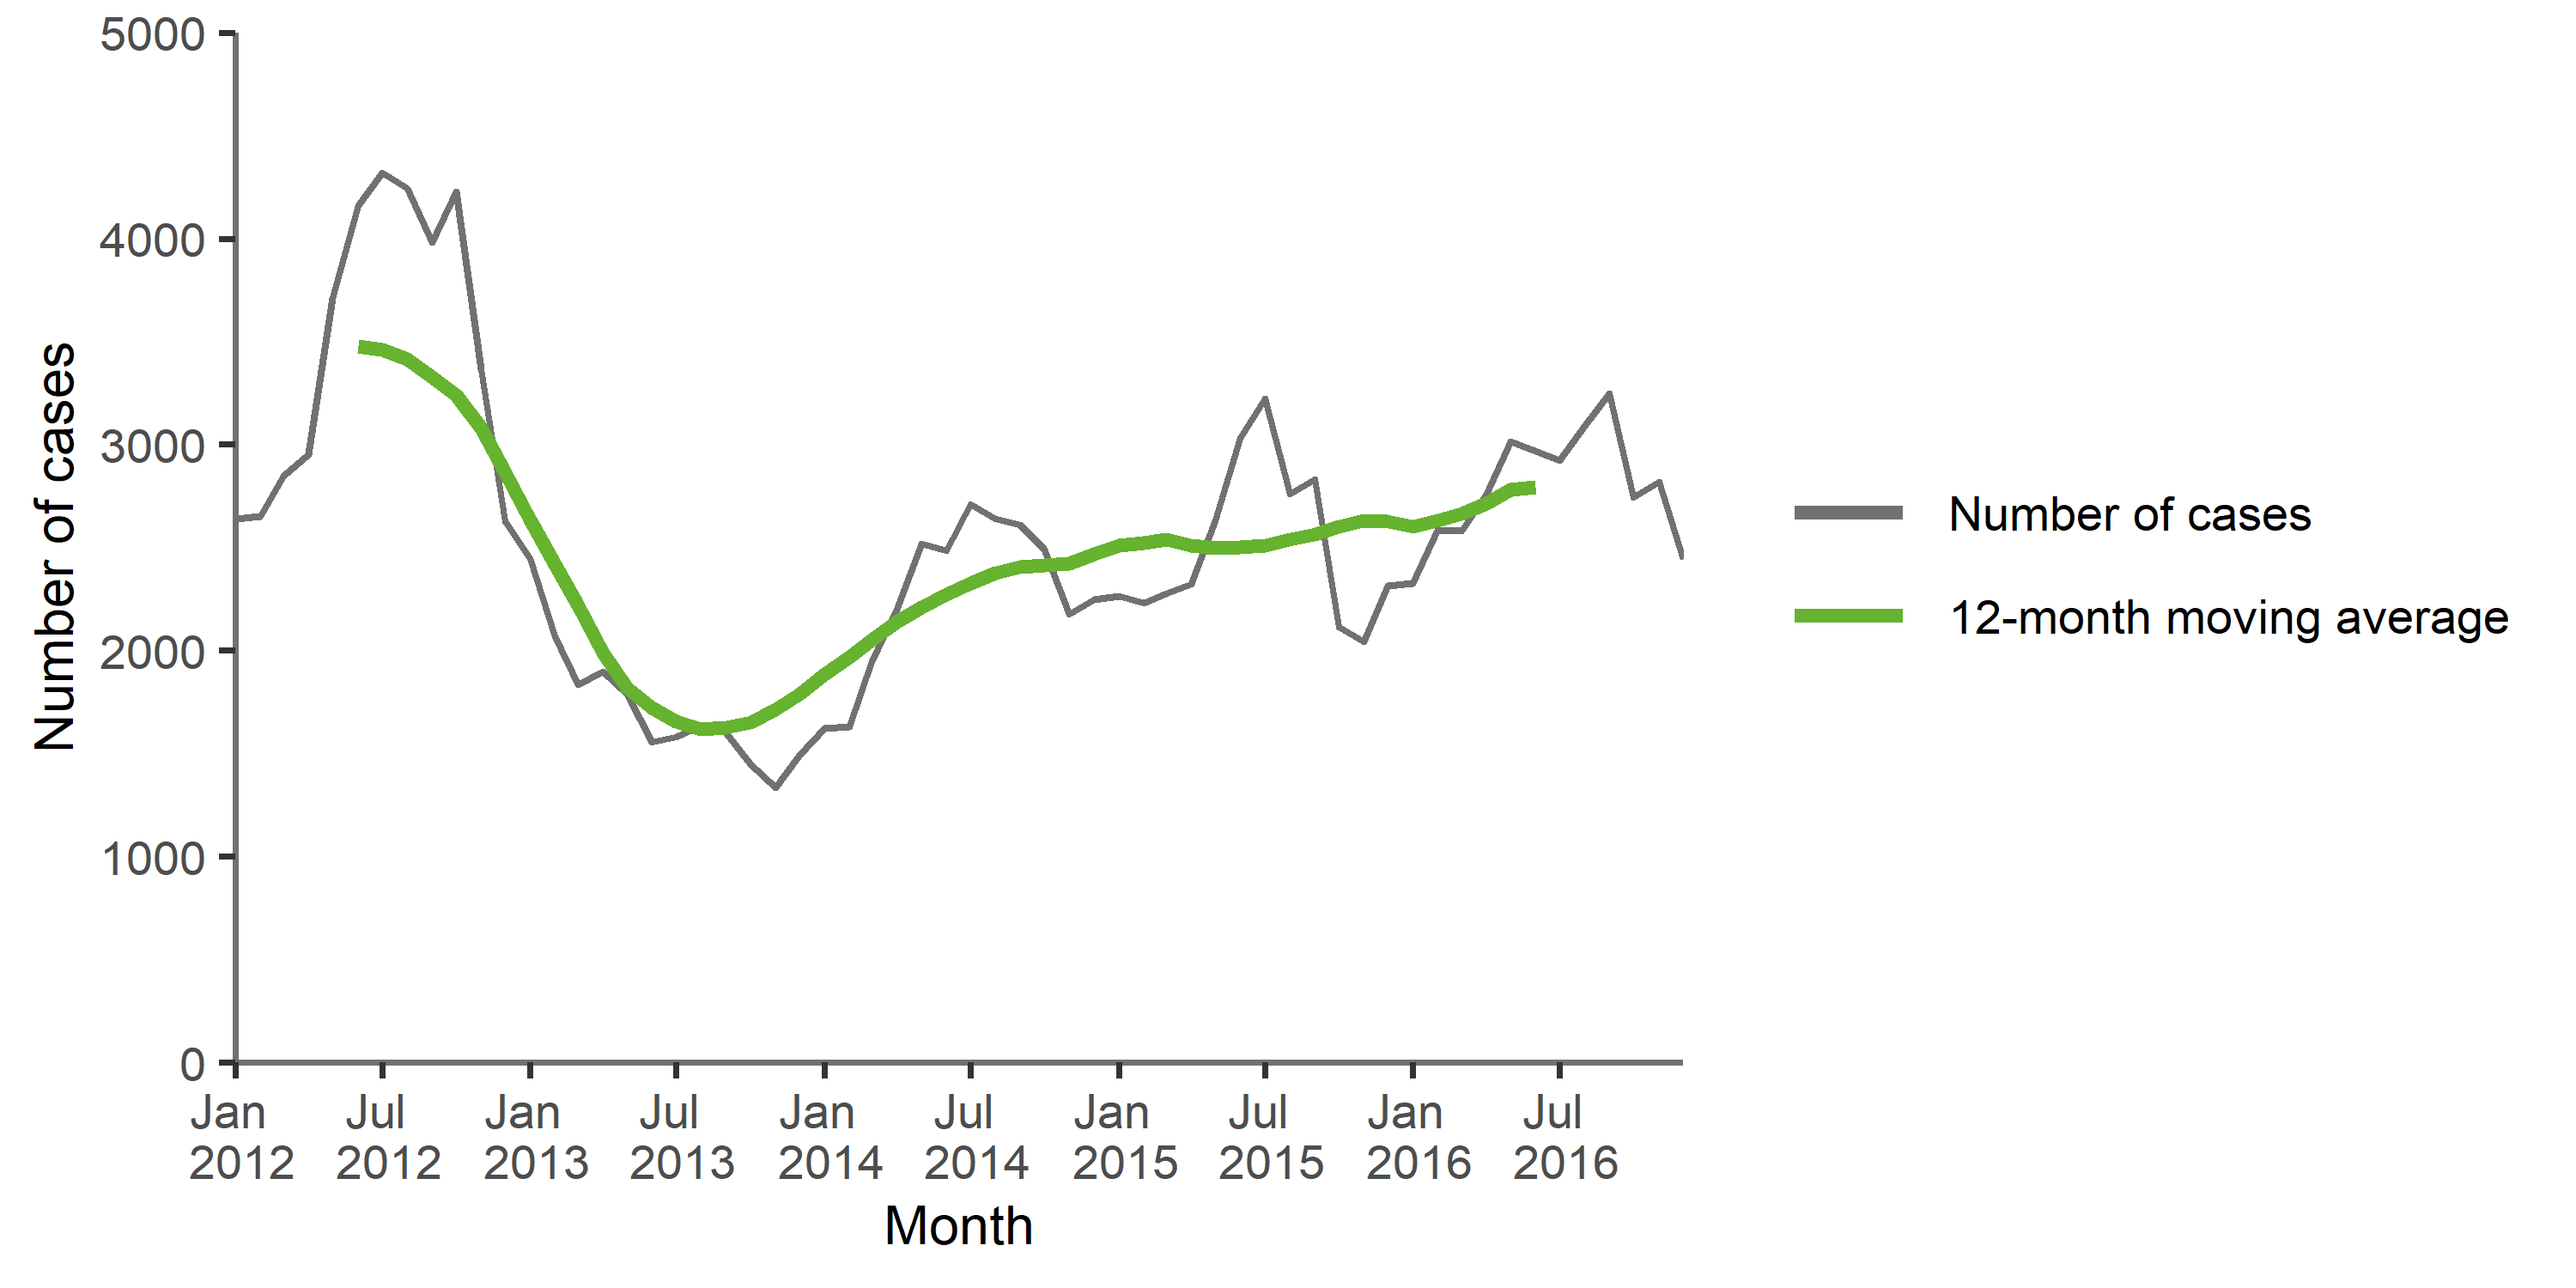 5000
4000
3000
2000
1000
0
Number of cases
Jan Jul Jan Jul Jan Jul Jan Jul Jan Jul
2012 2012 2013 2013 2014 2014 2015 2015 2016 2016
Month
Number of cases
12-month moving average